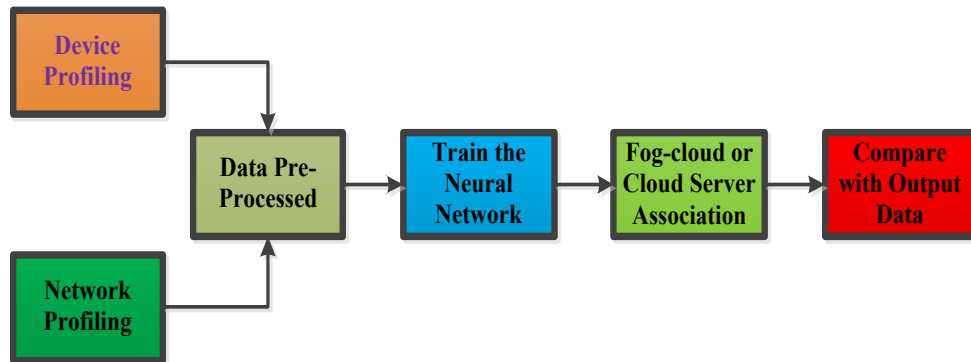 Device
Profiling
Data Pre-
Processed
Train the
Neural
Network
Fog-cloud or
Cloud Server
Association
Compare
with Output
Data
Network
Profiling